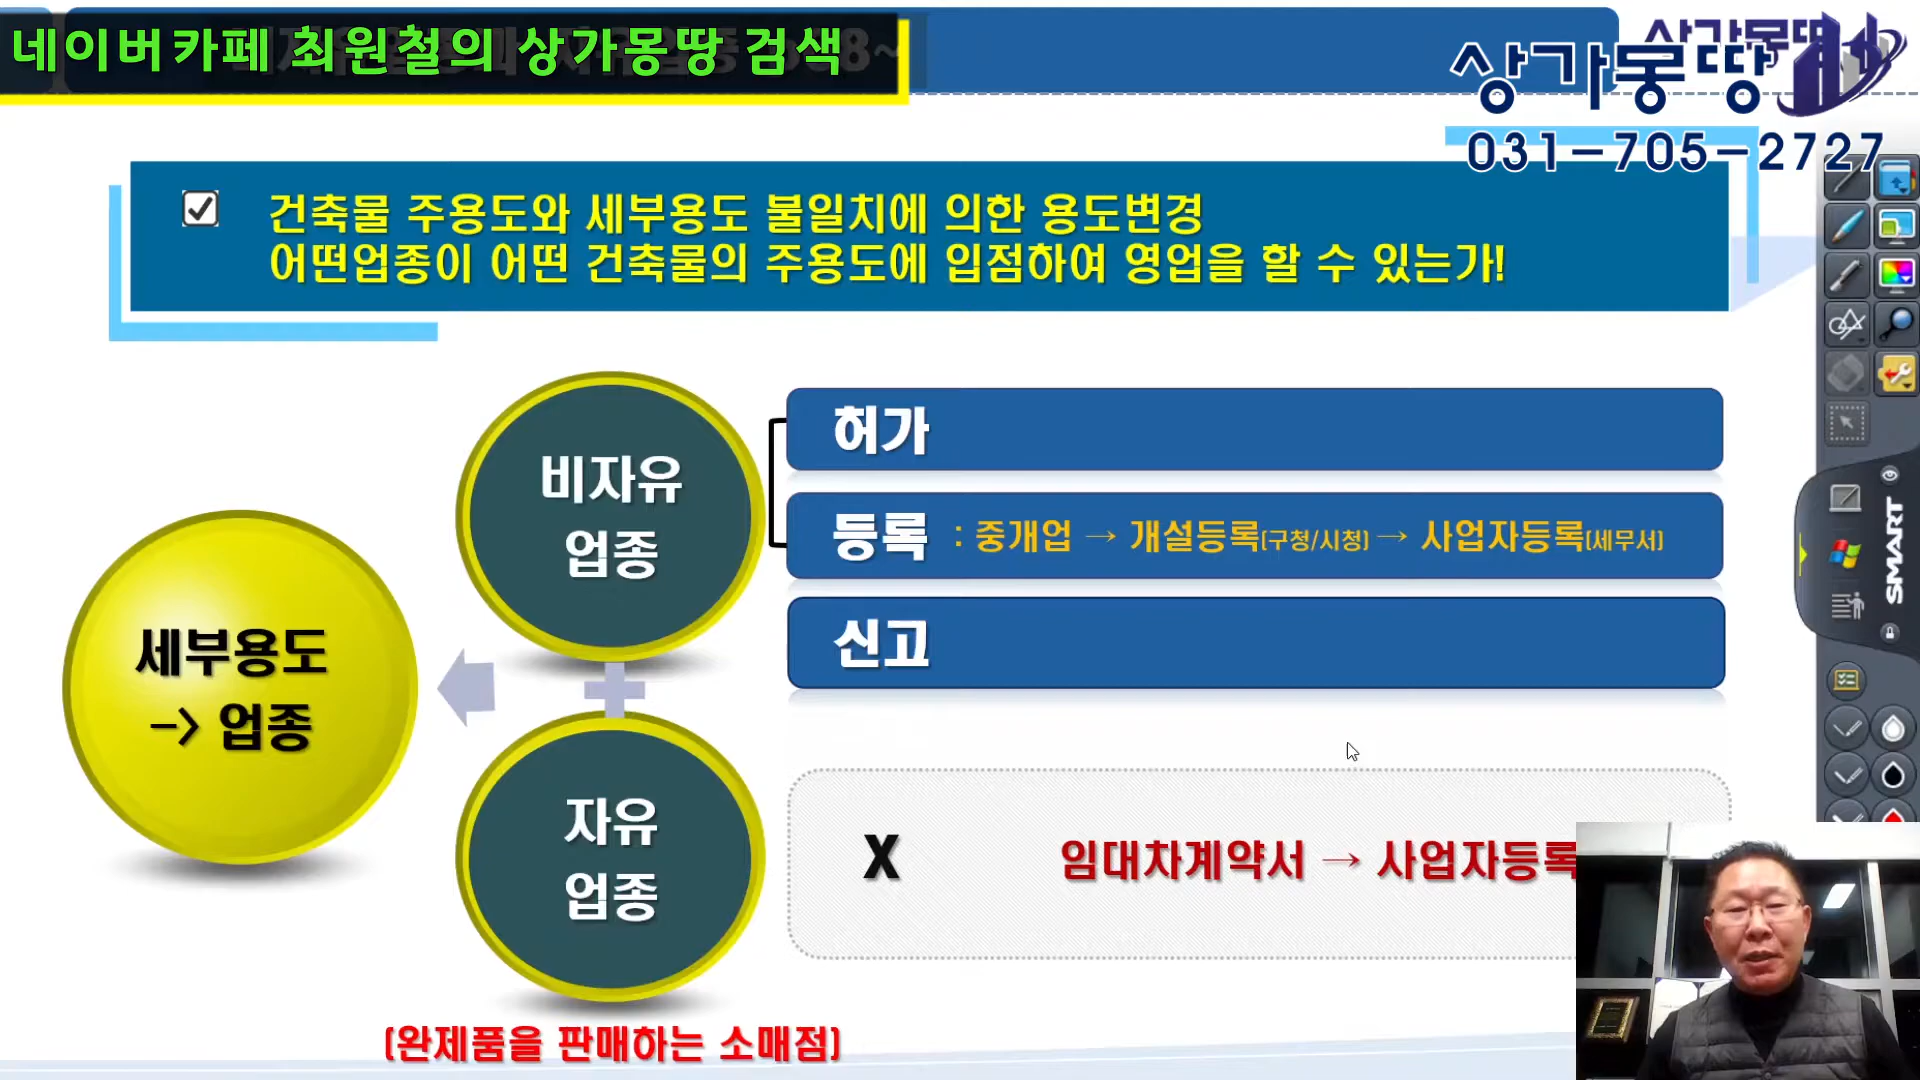 네이버카페 최원철의 상가몽땅 검색
상가몽땅
031-705-2727
건축물 주용도와 세부용도 불일치에 의한 용도변경
어떤업종이 어떤 건축물의 주용도에 입점하여 영업을 할 수 있는가!
비자유
업종
허가
등록 : 중개업 → 개설등록(구청/시청) → 사업자등록(세무서)
신고
세부용도
-> 업종
자유
업종
X 임대차계약서 → 사업자등록
(완제품을 판매하는 소매점)
SMART